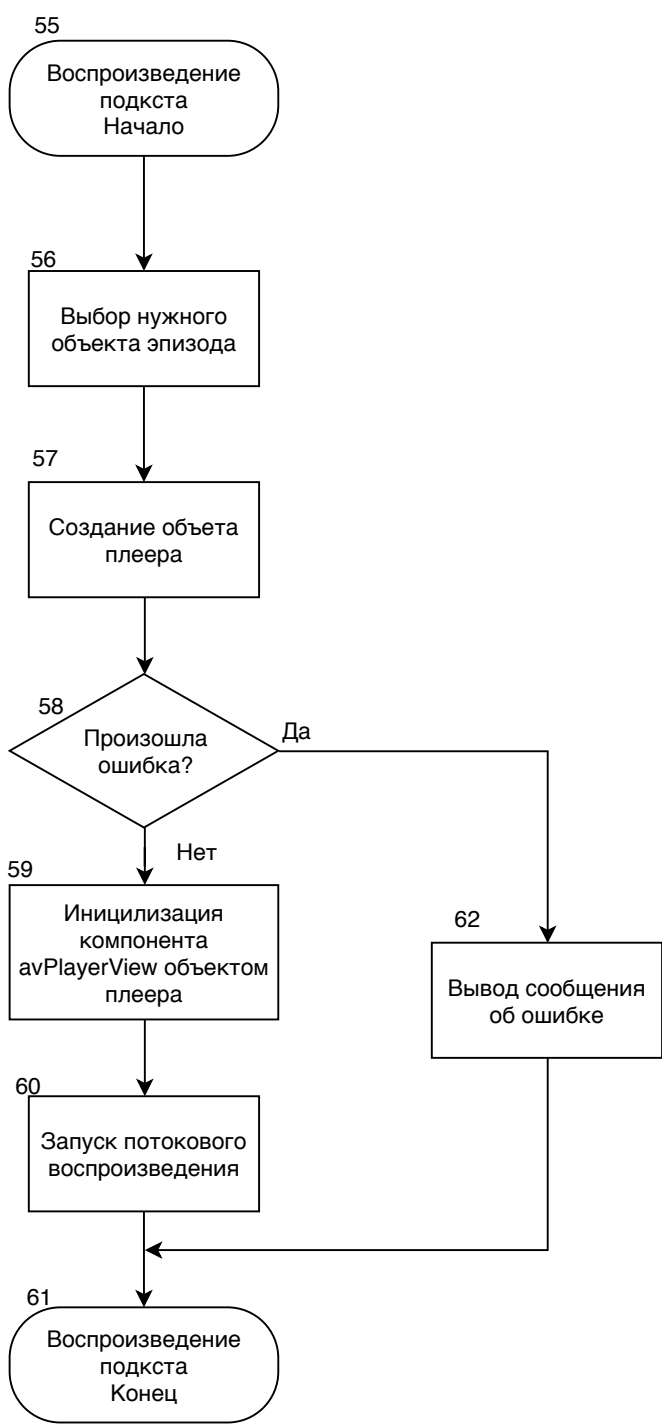 55
Воспроизведение
подкста
Начало
56
Выбор нужного
объекта эпизода
57
Создание объета
плеера
58
Произошла
ошибка?
Да
Нет
59
Иницилизация
компонента
avPlayerView объектом
плеера
62
Вывод сообщения
об ошибке
60
Запуск потокового
воспроизведения
61
Воспроизведение
подкста
Конец